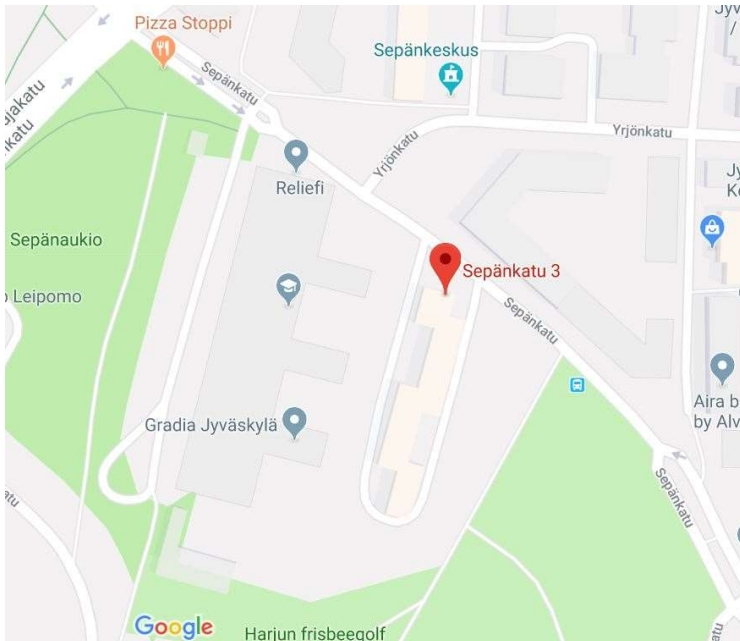 Pizza Stoppi
Sepänkatu
Sepänkeskus
Yrjönkatu
Yrjönkatu
Reliefi
Sepänaukio
Leipomo
Sepänkatu 3
Sepänkatu
Gradia Jyväskylä
Aira b
by Alv
Sepänkatu
Google
Harjun frisbeegolf